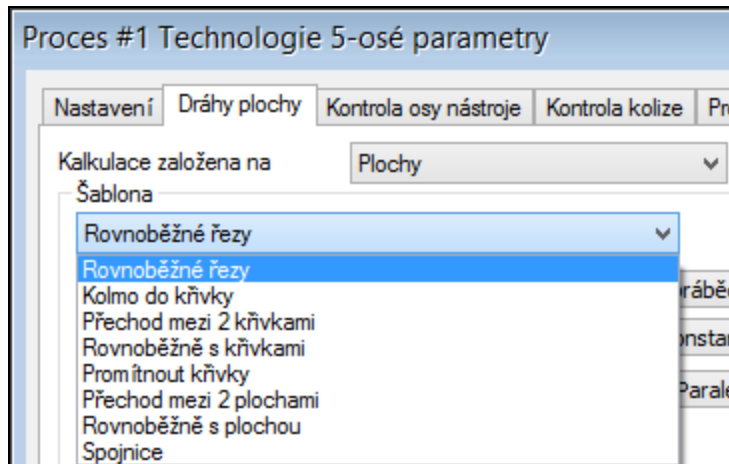 Proces #1 Technologie 5-osé parametry
Nastavení Dráhy plochy Kontrola osy nástroje Kontrola kolize
Kalkulace založena na Plochy
Šablona
Rovnoběžné řezy
Rovnoběžné řezy
Kolmo do křivky
Přechod mezi 2 křivkami
Rovnoběžně s křivkami
Promítnout křivky
Přechod mezi 2 plochami
Rovnoběžně s plochou
Spojnice